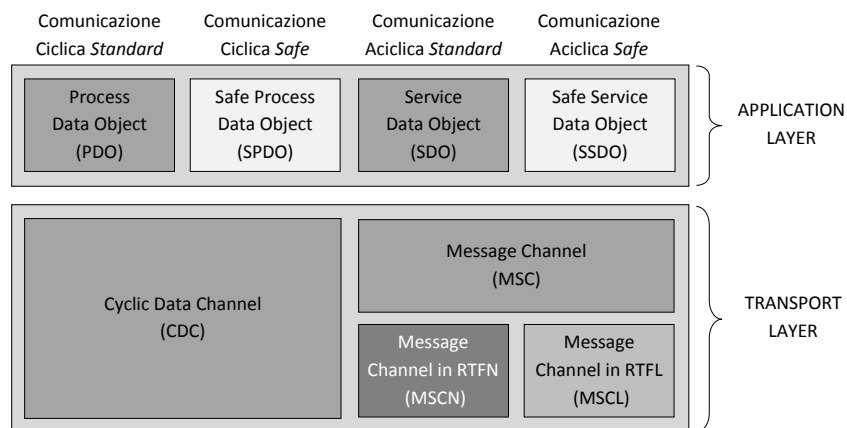 Comunicazione
Ciclica Standard
Comunicazione
Ciclica Safe
Comunicazione
Aciclica Standard
Comunicazione
Aciclica Safe
Process
Data Object
(PDO)
Safe Process
Data Object
(SPDO)
Service
Data Object
(SDO)
Safe Service
Data Object
(SSDO)
APPLICATION
LAYER
Cyclic Data Channel
(CDC)
Message Channel
(MSC)
Message
Channel in RTFN
(MSCN)
Message
Channel in RTFL
(MSCL)
TRANSPORT
LAYER